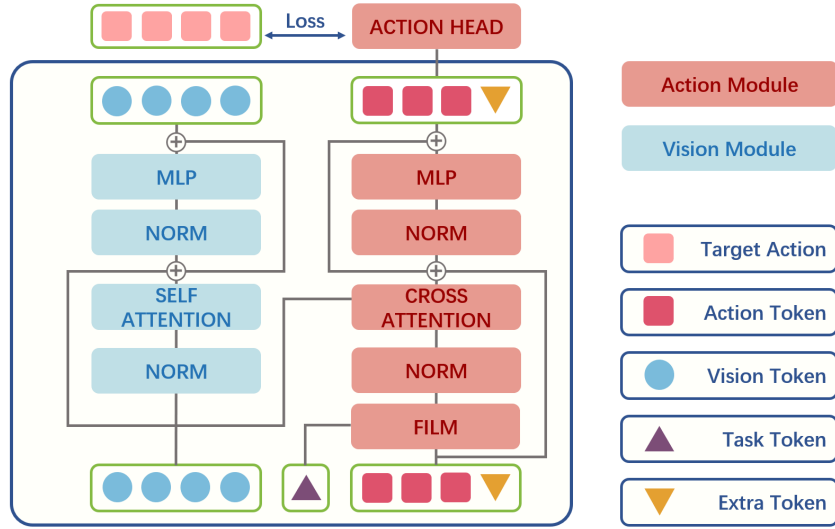 Loss
ACTION HEAD
MLP
NORM
SELF
ATTENTION
NORM
MLP
NORM
CROSS
ATTENTION
NORM
FILM
Action Module
Vision Module
Target Action
Action Token
Vision Token
Task Token
Extra Token